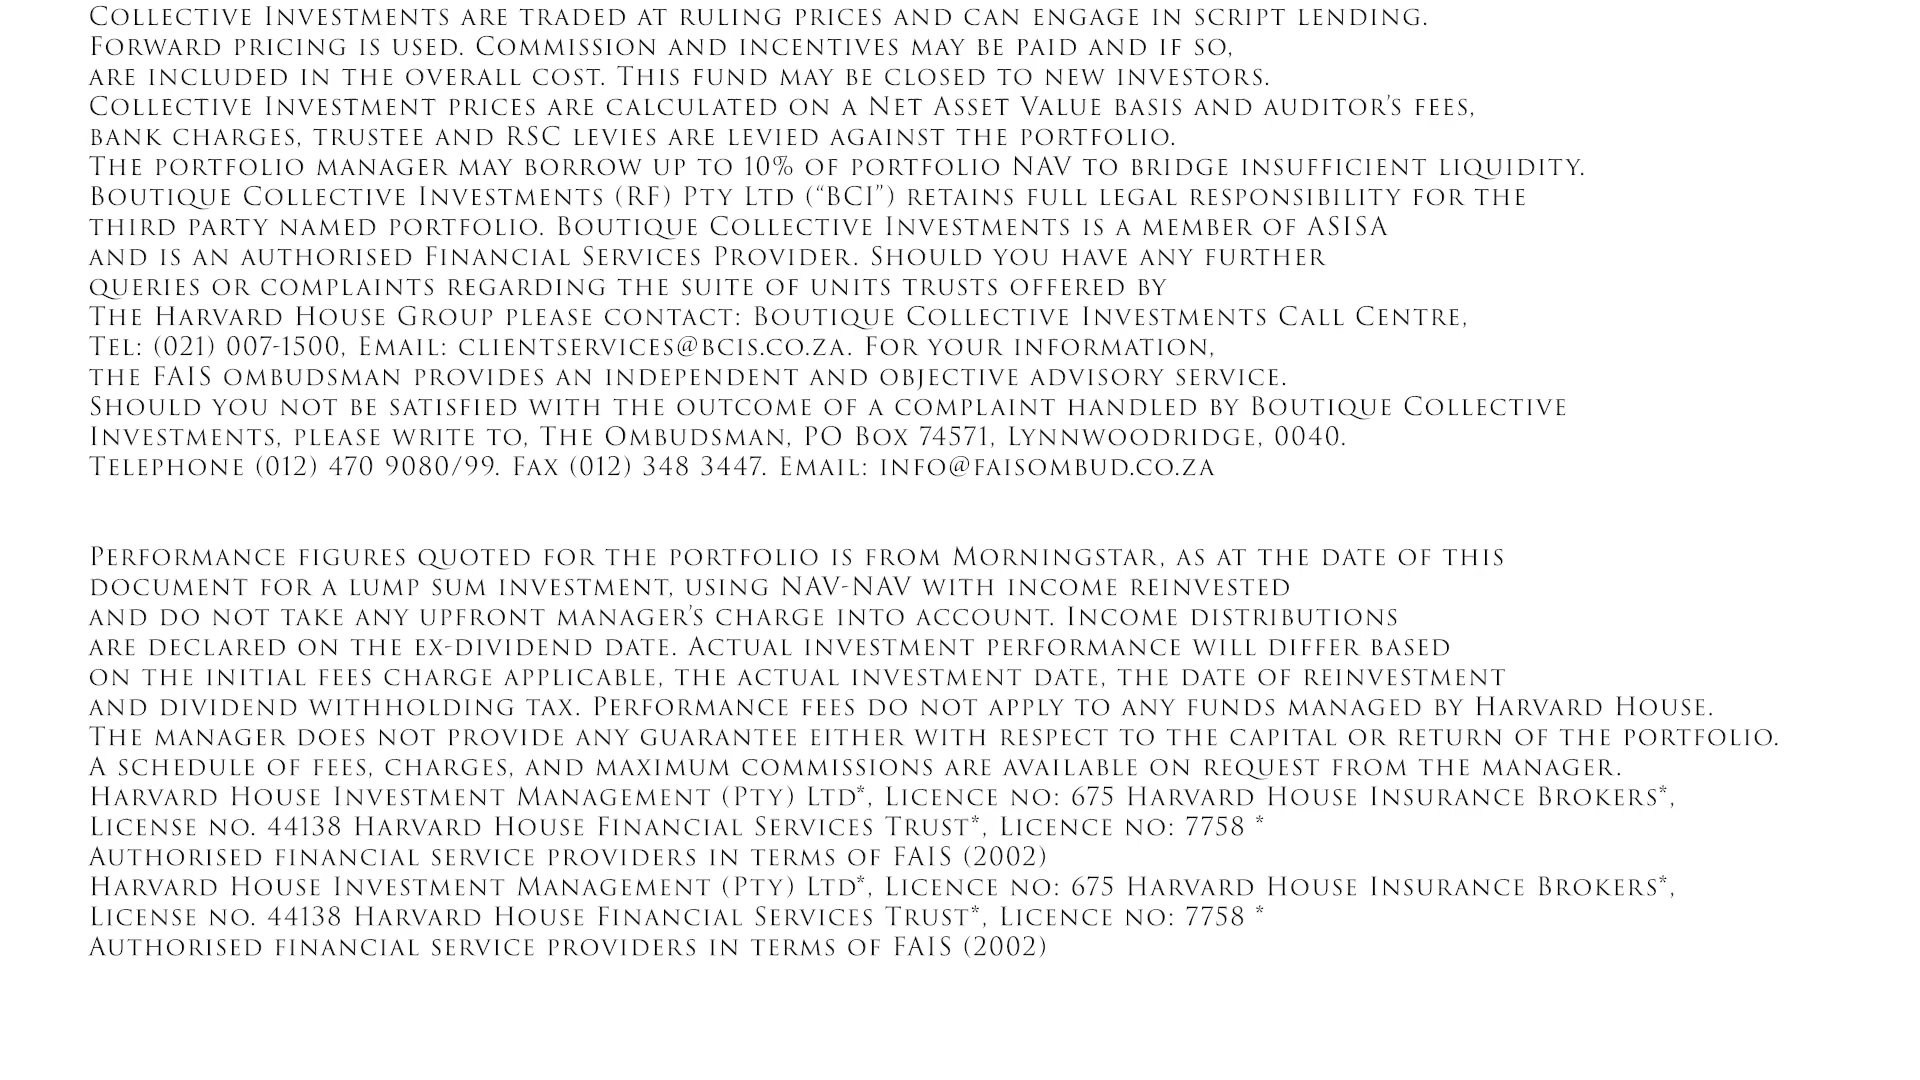 Collective Investments are traded at ruling prices and can engage in script lending.
Forward pricing is used. Commission and incentives may be paid and if so,
are included in the overall cost. This fund may be closed to new investors.
Collective Investment prices are calculated on a Net Asset Value basis and auditor’s fees,
bank charges, trustee and RSC levies are levied against the portfolio.
The portfolio manager may borrow up to 10% of portfolio NAV to bridge insufficient liquidity.
Boutique Collective Investments (RF) Pty Ltd (“BCI”) retains full legal responsibility for the
third party named portfolio. Boutique Collective Investments is a member of ASISA
and is an authorised Financial Services Provider. Should you have any further
queries or complaints regarding the suite of units trusts offered by
The Harvard House Group please contact: Boutique Collective Investments Call Centre,
Tel: (021) 007-1500, Email: clientservices@bcis.co.za. For your information,
the FAIS ombudsman provides an independent and objective advisory service.
Should you not be satisfied with the outcome of a complaint handled by Boutique Collective
Investments, please write to, The Ombudsman, PO Box 74571, Lynnwoodridge, 0040.
Telephone (012) 470 9080/99. Fax (012) 348 3447. Email: info@faisombud.co.za
Performance figures quoted for the portfolio is from Morningstar, as at the date of this
document for a lump sum investment, using NAV-NAV with income reinvested
and do not take any upfront manager’s charge into account. Income distributions
are declared on the ex-dividend date. Actual investment performance will differ based
on the initial fees charge applicable, the actual investment date, the date of reinvestment
and dividend withholding tax. Performance fees do not apply to any funds managed by Harvard House.
The manager does not provide any guarantee either with respect to the capital or return of the portfolio.
A schedule of fees, charges, and maximum commissions are available on request from the manager.
Harvard House Investment Management (Pty) Ltd*, Licence no: 675 Harvard House Insurance Brokers*,
License no. 44138 Harvard House Financial Services Trust*, Licence no: 7758 *
Authorised financial service providers in terms of FAIS (2002)
Harvard House Investment Management (Pty) Ltd*, Licence no: 675 Harvard House Insurance Brokers*,
License no. 44138 Harvard House Financial Services Trust*, Licence no: 7758 *
Authorised financial service providers in terms of FAIS (2002)